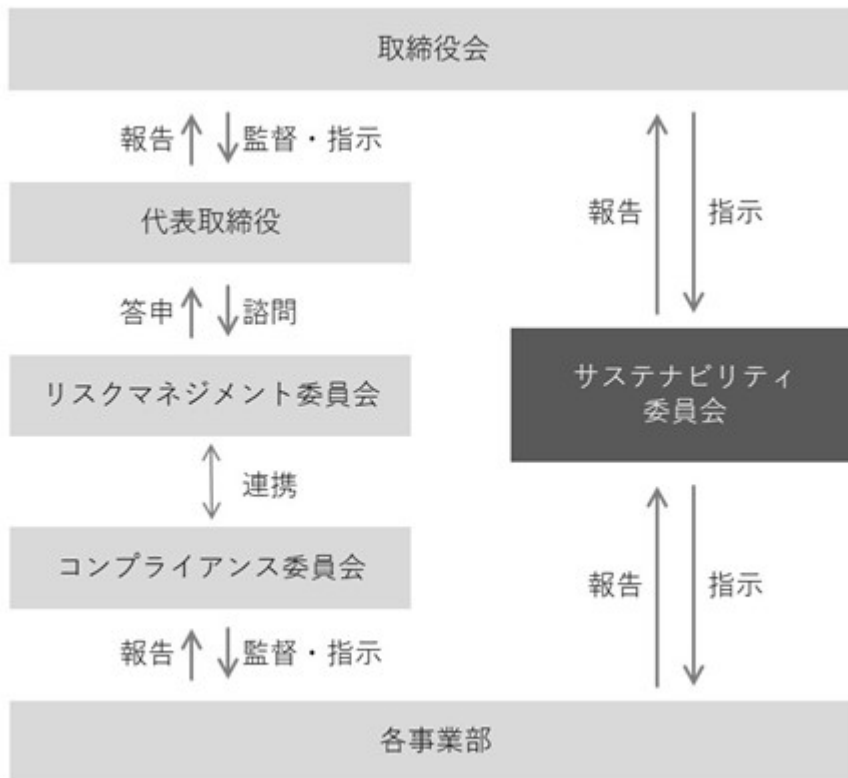 取締役会
報告
監督・指示
代表取締役
答申
諮問
リスクマネジメント委員会
連携
コンプライアンス委員会
報告
監督・指示
報告
指示
サステナビリティ
委員会
報告
指示
各事業部